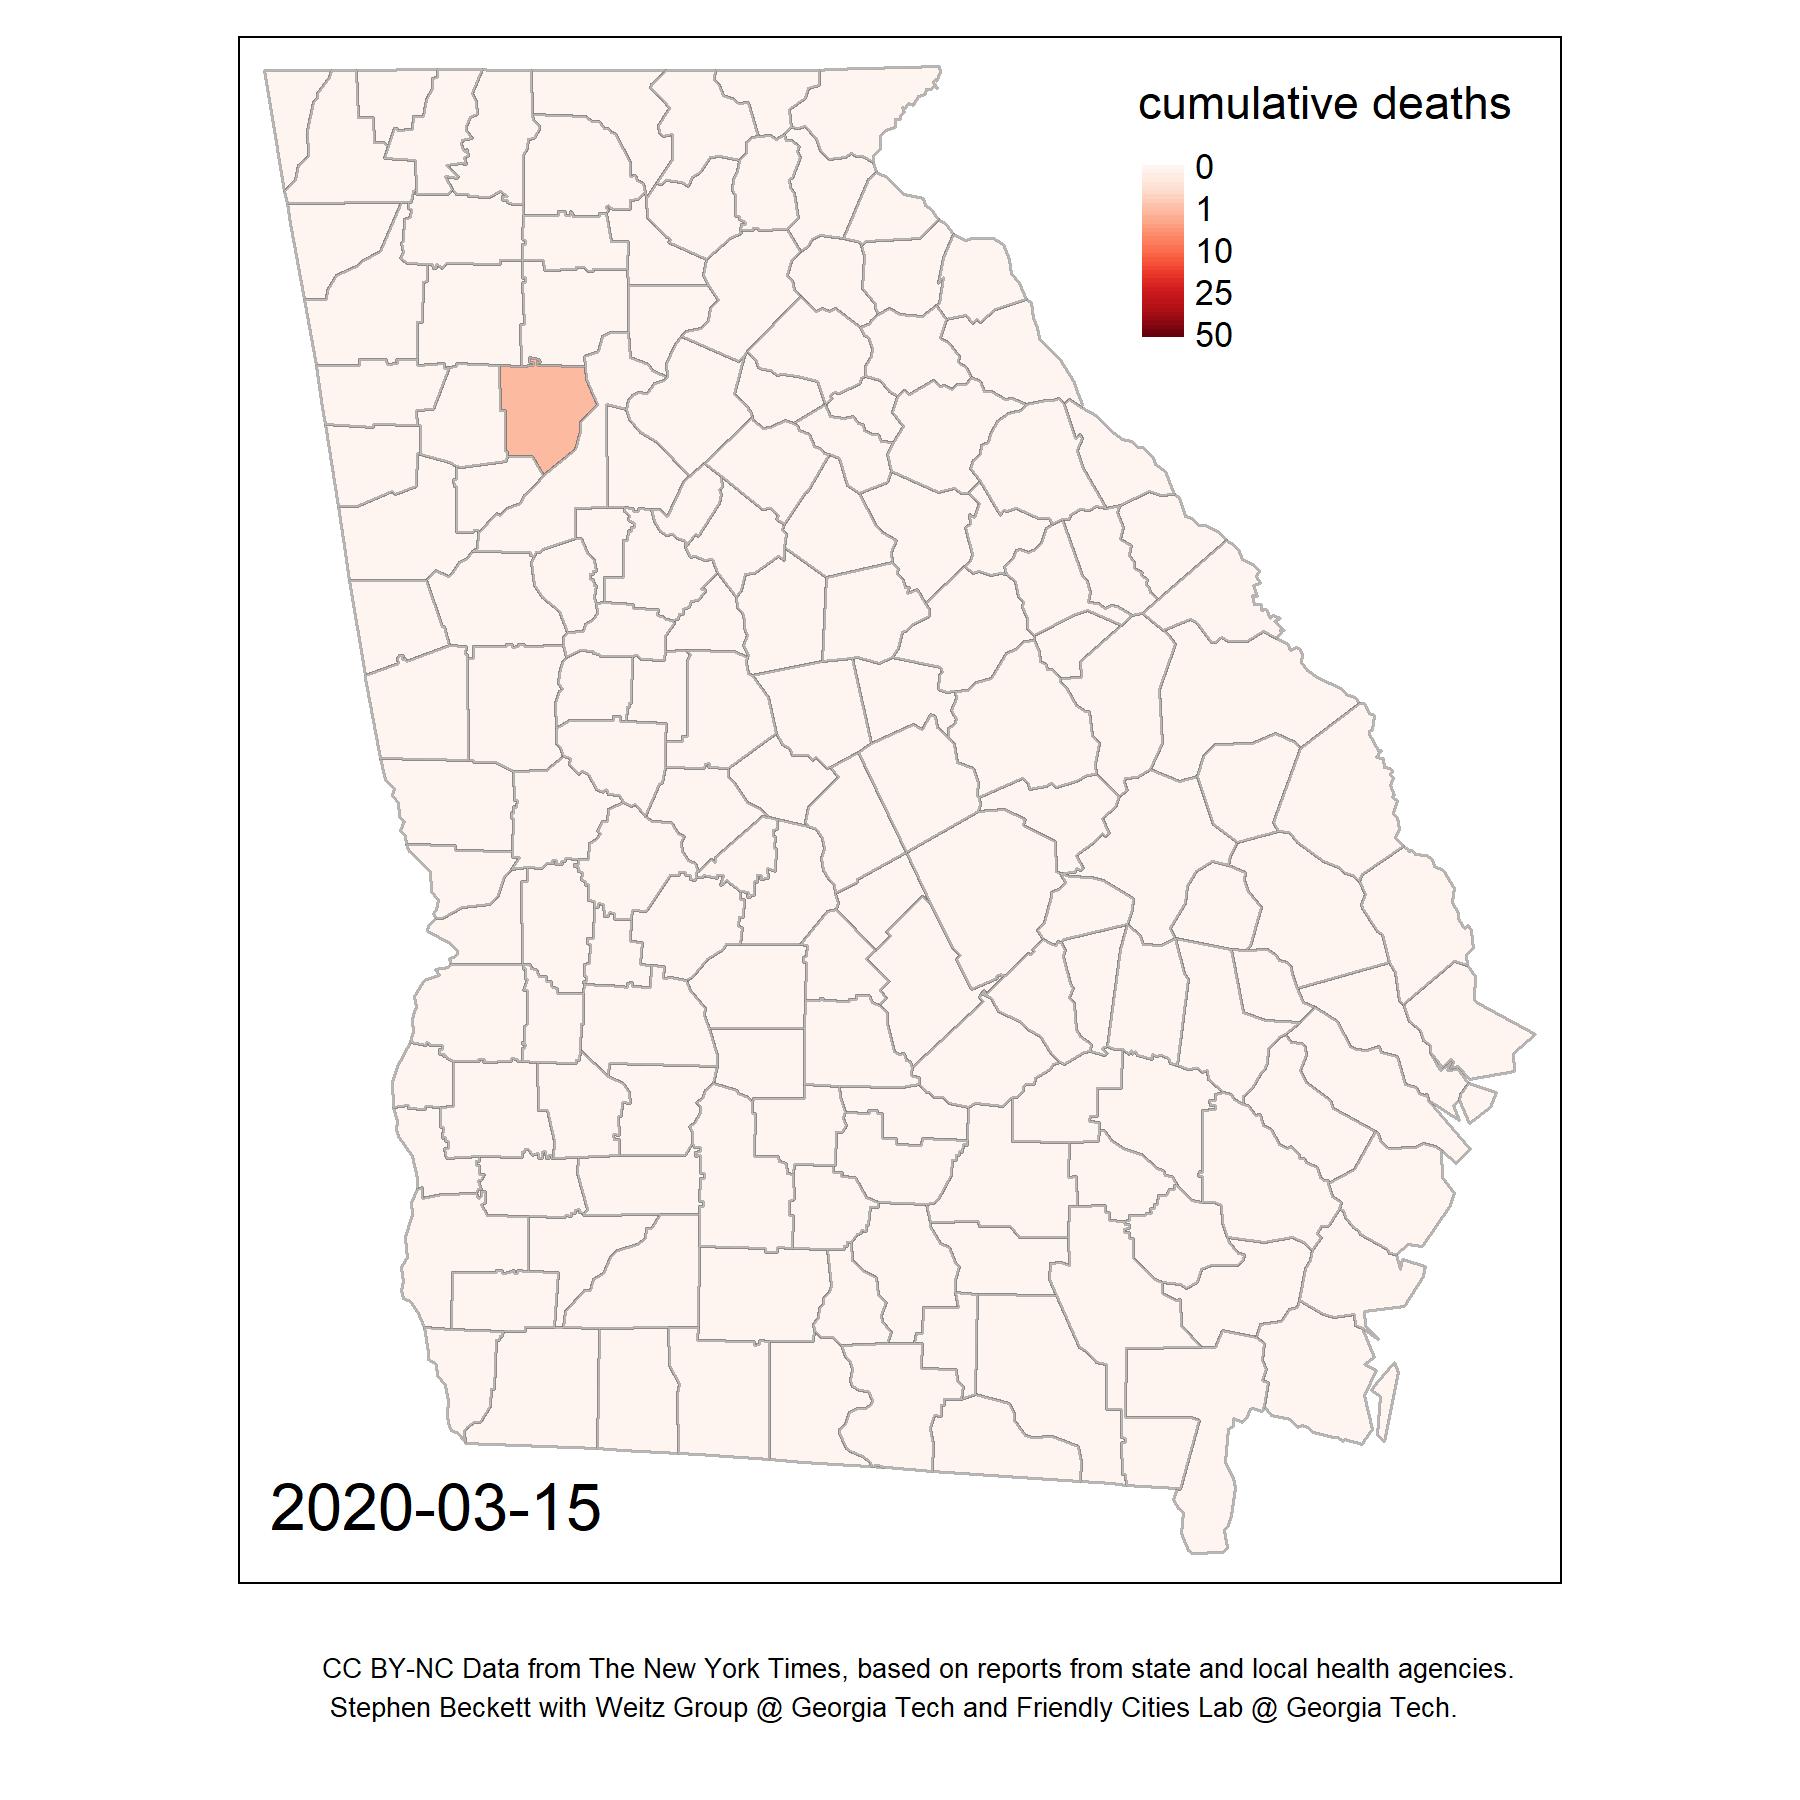 cumulative deaths
0
1
10
25
50
2020-03-15
CC BY-NC Data from The New York Times, based on reports from state and local health agencies.
Stephen Beckett with Weitz Group @ Georgia Tech and Friendly Cities Lab @ Georgia Tech.